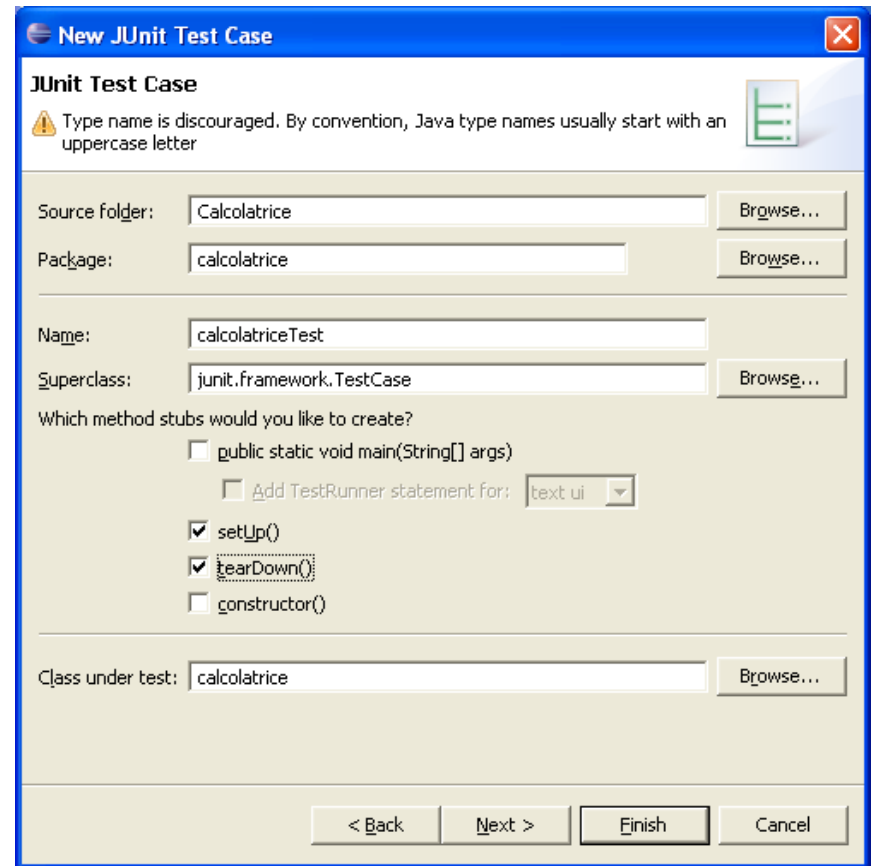 New JUnit Test Case
JUnit Test Case
Type name is discouraged. By convention, Java type names usually start with an
uppercase letter
Source folder: Calcolatrice Browse...
Package: calcolatrice Browse...
Name: calcolatriceTest
Superclass: junit.framework.TestCase Browse...
Which method stubs would you like to create?
public static void main(String[] args)
Add TestRunner statement for: text ui
setUp()
tearDown()
constructor()
Class under test: calcolatrice Browse...
< Back Next > Finish Cancel